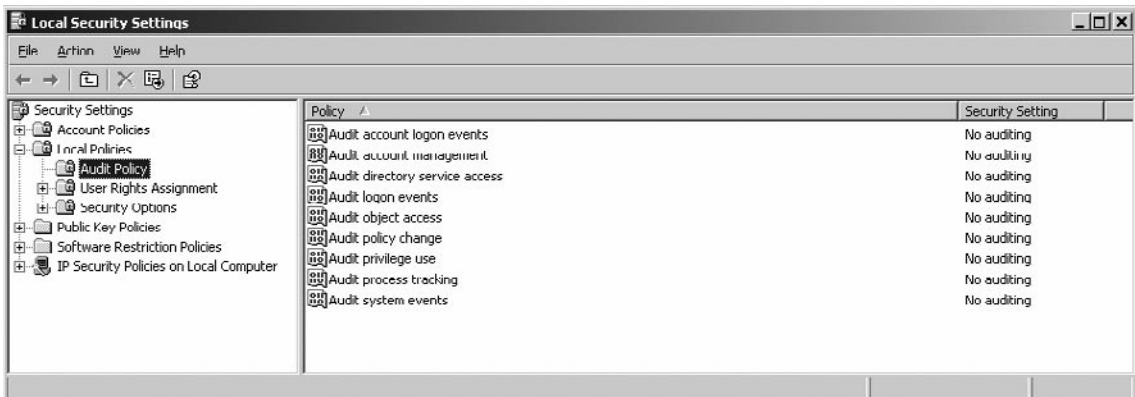 Local Security Settings
File Action View Help
Security Settings
Account Policies
Local Policies
Audit Policy
User Rights Assignment
Security Options
Public Key Policies
Software Restriction Policies
IP Security Policies on Local Computer
Policy Security Setting
Audit account logon events No auditing
Audit account management No auditing
Audit directory service access No auditing
Audit logon events No auditing
Audit object access No auditing
Audit policy change No auditing
Audit privilege use No auditing
Audit process tracking No auditing
Audit system events No auditing